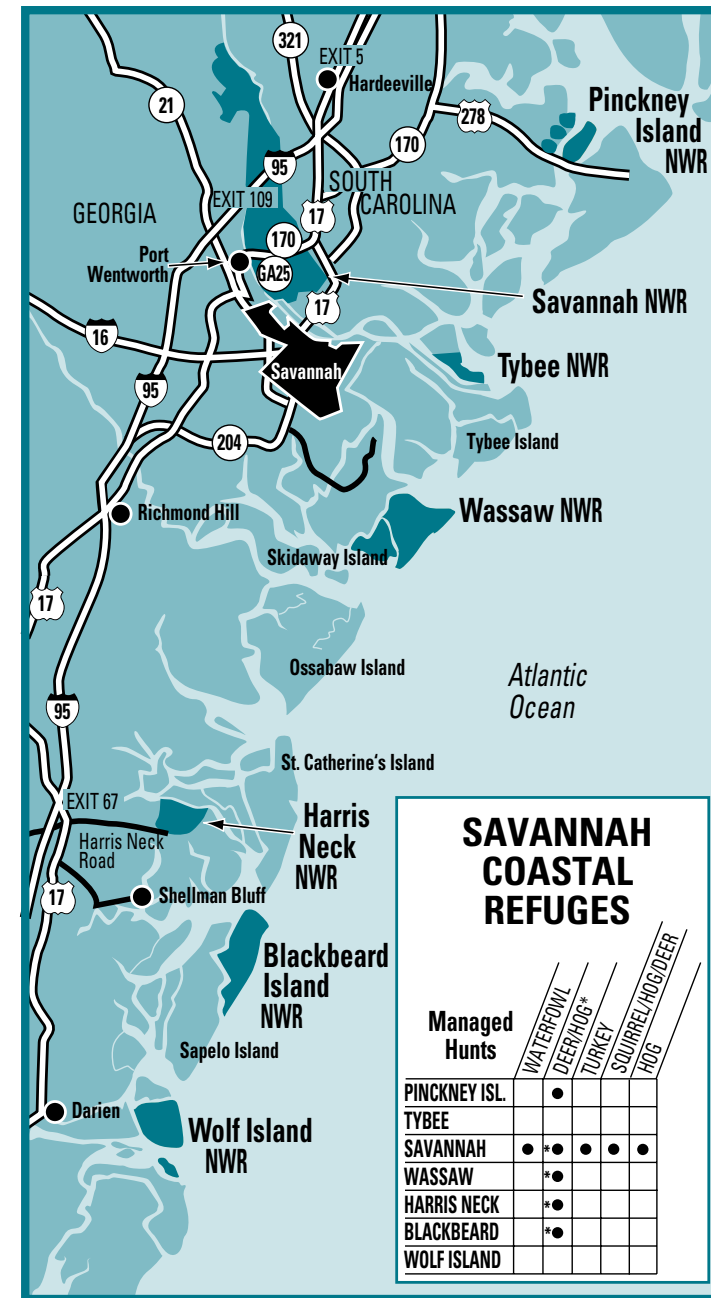 321
EXIT 5
Hardeeville
21
Pinckney
Island
NWR
278
170
95
SOUTH
CAROLINA
EXIT 109
GEORGIA
17
170
Port
Wentworth
GA25
Savannah NWR
17
16
Tybee NWR
Savannah
95
Tybee Island
204
Wassaw NWR
Richmond Hill
Skidaway Island
17
Ossabaw Island
Atlantic
Ocean
95
St. Catherine's Island
EXIT 67
Harris
Neck
NWR
Harris Neck
Road
Shellman Bluff
17
Blackbeard
Island
NWR
Sapelo Island
Darien
Wolf Island
NWR
SAVANNAH
COASTAL
REFUGES
Managed
Hunts
WATERFOWL
DEER/HOG*
TURKEY
SQUIRREL/HOG/DEER
HOG
PINCKNEY ISL. ●
TYBEE
SAVANNAH ● *● ● ● ●
WASSAW *●
HARRIS NECK *●
BLACKBEARD *●
WOLF ISLAND